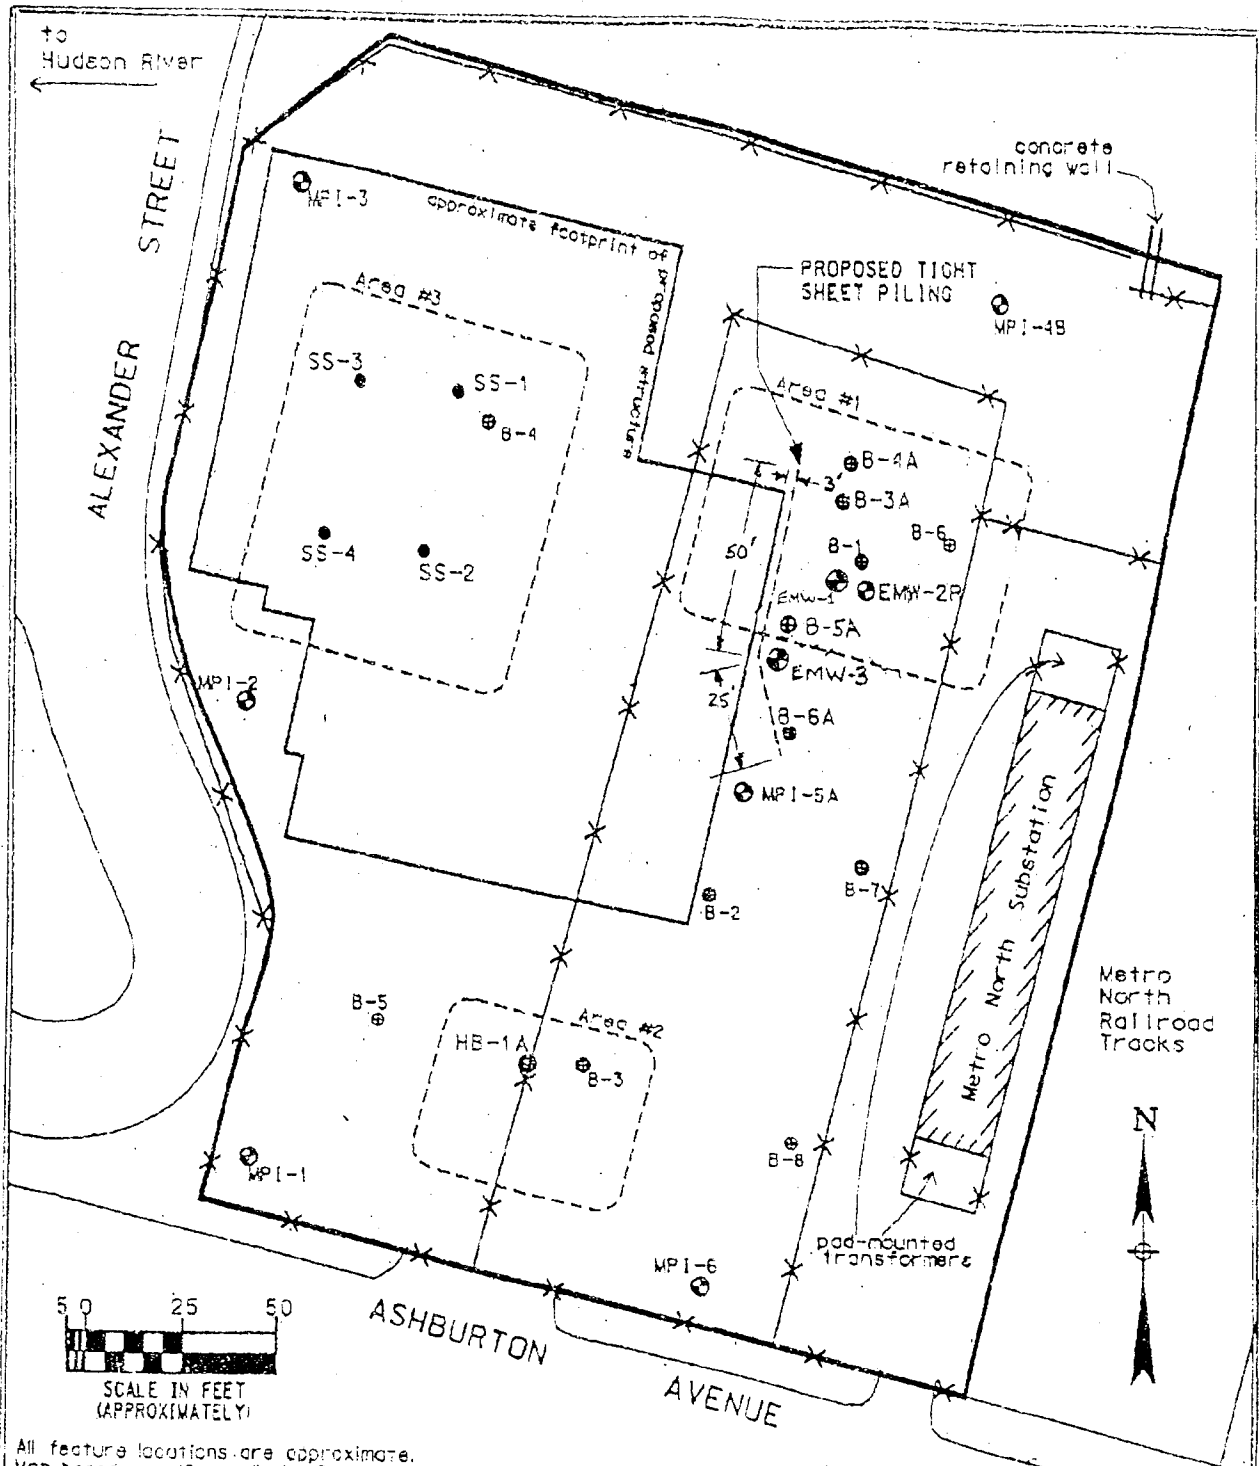 to
Hudson River
STREET
ALEXANDER
concrete
retaining wall
MPI-3
approximate footprint of
proposed structure
PROPOSED TIGHT
SHEET PILING
MPI-4B
Area #3
SS-3
SS-1
B-4
SS-4
SS-2
Area #1
B-4A
3'
B-3A
B-6
50'
B-1
EMW-1
EMW-2R
B-5A
EMW-3
MPI-2
25'
B-6A
MPI-5A
B-7
B-2
Metro North Substation
Metro
North
Railroad
Tracks
B-5
Area #2
HB-1A
B-3
N
B-8
MPI-1
pad-mounted
transformers
MPI-6
5 0 25 50
SCALE IN FEET
(APPROXIMATELY)
ASHBURTON
AVENUE
All feature locations are approximate.